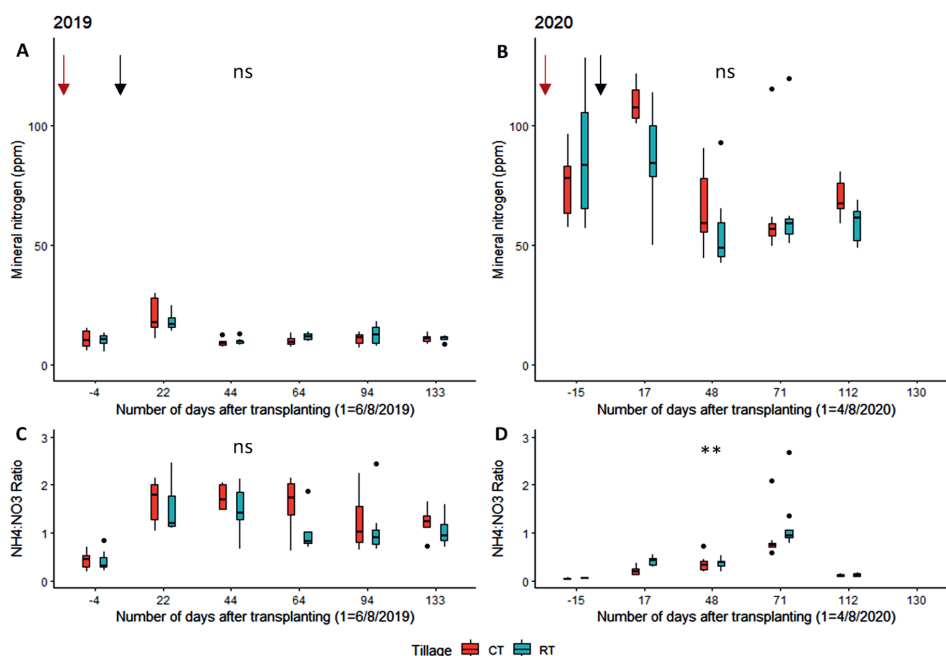 2019
2020
A
B
ns
ns
Mineral nitrogen (ppm)
100
50
0
-4 22 44 64 94 133
Number of days after transplanting (1=6/8/2019)
Mineral nitrogen (ppm)
100
50
0
-15 17 48 71 112 130
Number of days after transplanting (1=4/8/2020)
C
ns
NH4:NO3 Ratio
3
2
1
0
-4 22 44 64 94 133
Number of days after transplanting (1=6/8/2019)
D
**
NH4:NO3 Ratio
3
2
1
0
-15 17 48 71 112 130
Number of days after transplanting (1=4/8/2020)
Tillage CT RT